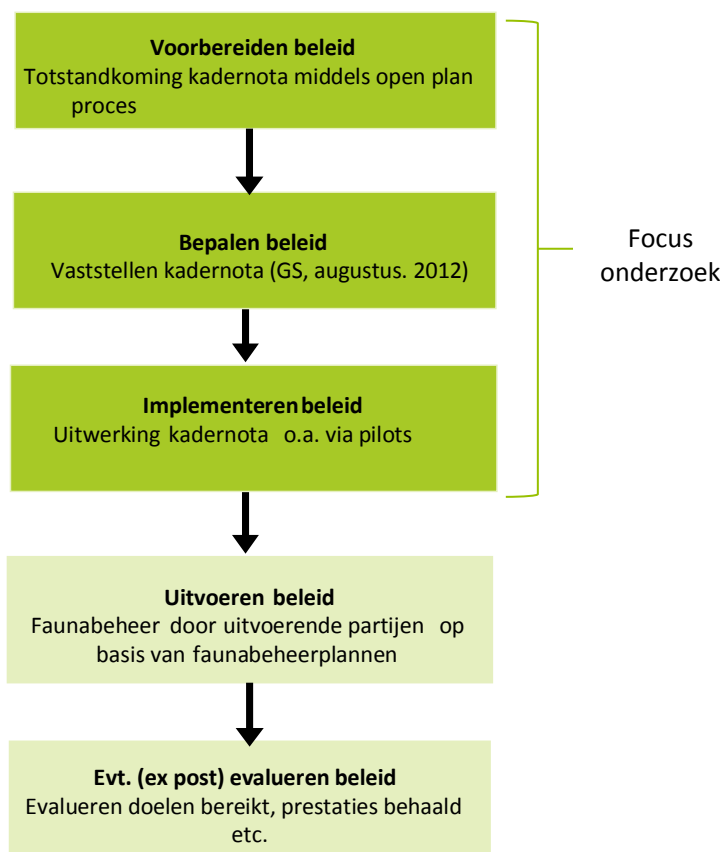 Voorbereiden beleid
Totstandkoming kadernota middels open plan
proces
Bepalen beleid
Vaststellen kadernota (GS, augustus. 2012)
Focus
onderzoek
Implementeren beleid
Uitwerking kadernota o.a. via pilots
Uitvoeren beleid
Faunabeheer door uitvoerende partijen op
basis van faunabeheerplannen
Evt. (ex post) evalueren beleid
Evalueren doelen bereikt, prestaties behaald
etc.